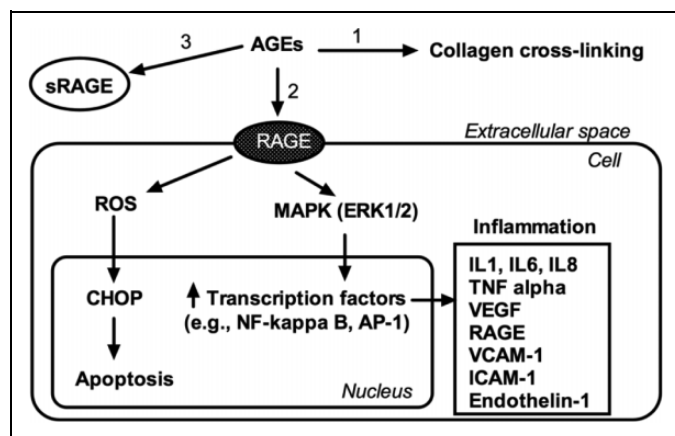 3
AGEs
1
Collagen cross-linking
sRAGE
2
RAGE
Extracellular space
Cell
ROS
MAPK (ERK1/2)
Inflammation
CHOP
Transcription factors
(e.g., NF-kappa B, AP-1)
Apoptosis
Nucleus
IL1, IL6, IL8
TNF alpha
VEGF
RAGE
VCAM-1
ICAM-1
Endothelin-1